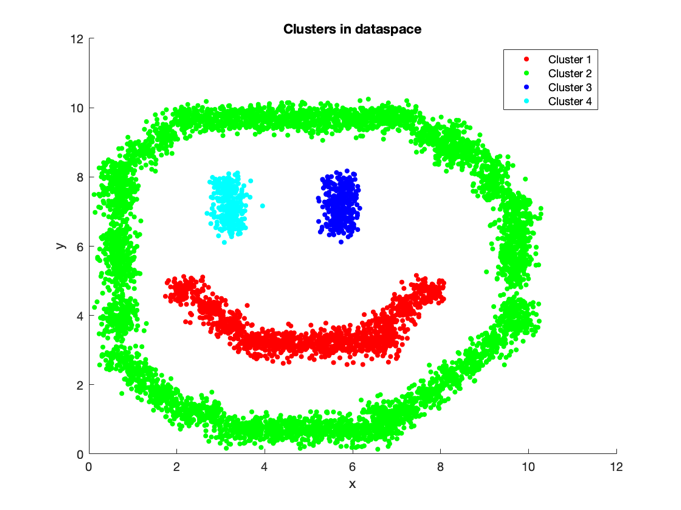 Clusters in dataspace
Cluster 1
Cluster 2
Cluster 3
Cluster 4
12
10
8
6
4
2
0
y
0 2 4 6 8 10 12
x